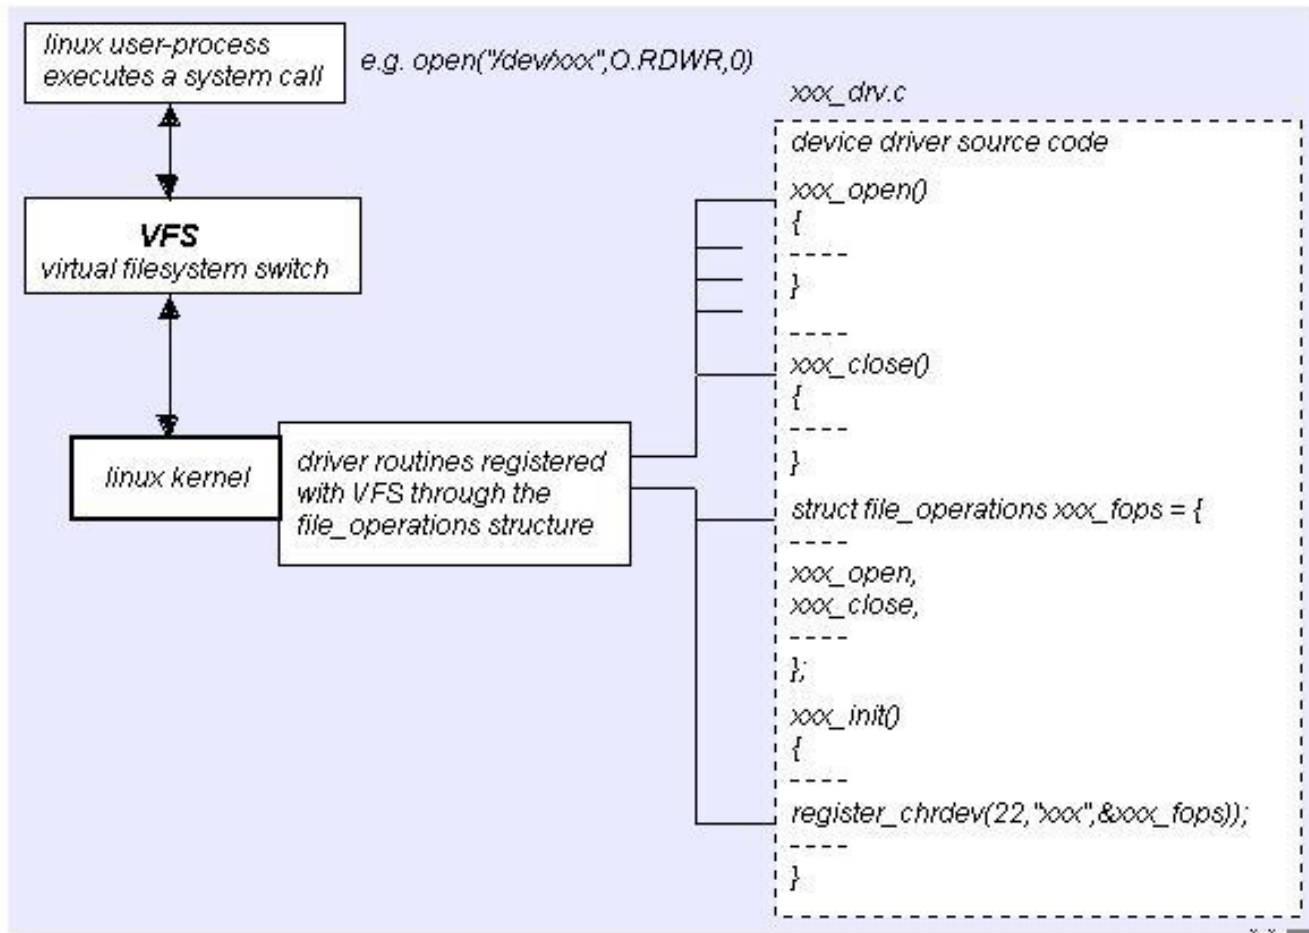 linux user-process
executes a system call
e.g. open("/dev/xxx",O.RDWR,0)
VFS
virtual filesystem switch
linux kernel
driver routines registered
with VFS through the
file_operations structure
xxx_drv.c
device driver source code
xxx_open()
{
----
}
----
xxx_close()
{
----
}
struct file_operations xxx_fops = {
----
xxx_open,
xxx_close,
----
};
xxx_init()
{
----
register_chrdev(22,"xxx",&xxx_fops));
----
}